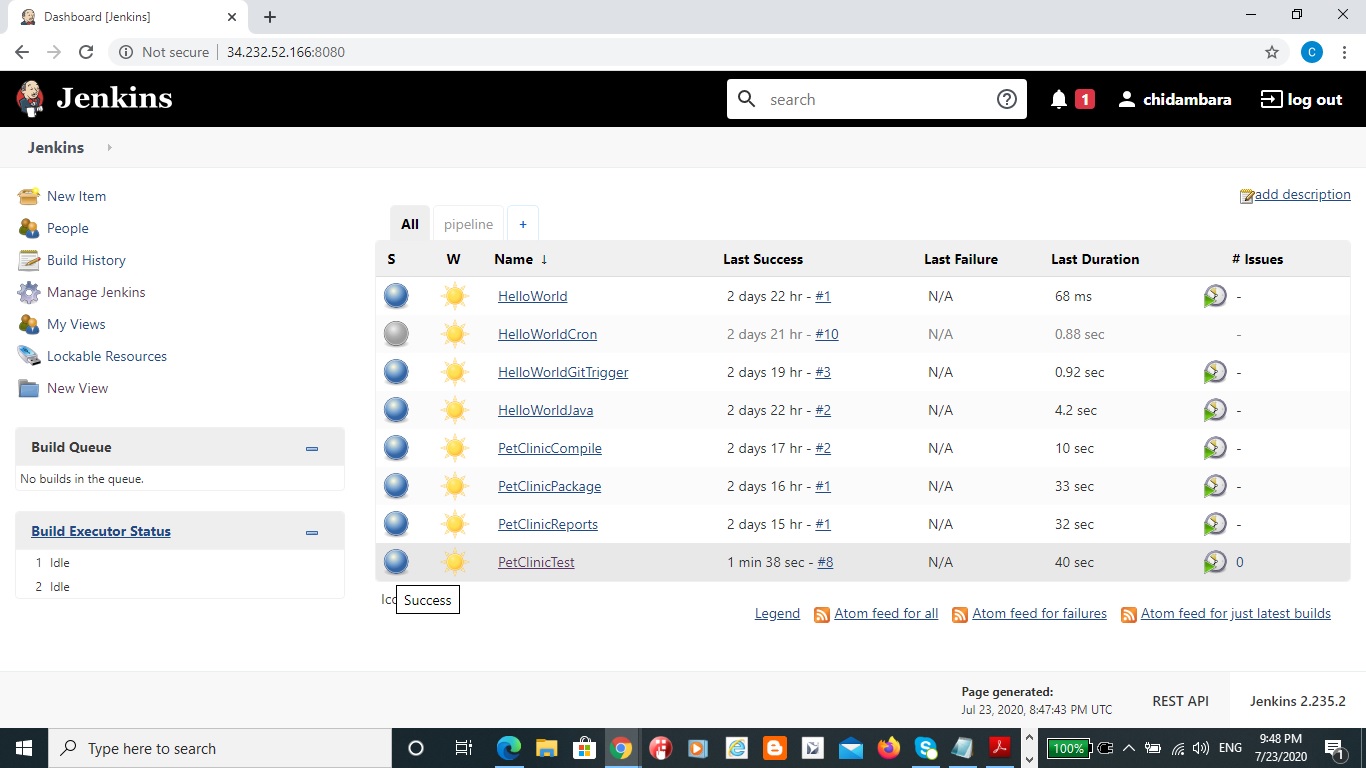 Dashboard [Jenkins]
Not secure | 34.232.52.166:8080
C
Jenkins
search
1
chidambara
log out
Jenkins
New Item
People
Build History
Manage Jenkins
My Views
Lockable Resources
New View
Build Queue
No builds in the queue.
Build Executor Status
1 Idle
2 Idle
add description
All pipeline +
S W Name ↓ Last Success Last Failure Last Duration # Issues
HelloWorld 2 days 22 hr - #1 N/A 68 ms -
HelloWorldCron 2 days 21 hr - #10 N/A 0.88 sec -
HelloWorldGitTrigger 2 days 19 hr - #3 N/A 0.92 sec -
HelloWorldJava 2 days 22 hr - #2 N/A 4.2 sec -
PetClinicCompile 2 days 17 hr - #2 N/A 10 sec -
PetClinicPackage 2 days 16 hr - #1 N/A 33 sec -
PetClinicReports 2 days 15 hr - #1 N/A 32 sec -
PetClinicTest 1 min 38 sec - #8 N/A 40 sec 0
Success
Legend Atom feed for all Atom feed for failures Atom feed for just latest builds
Page generated:
Jul 23, 2020, 8:47:43 PM UTC
REST API
Jenkins 2.235.2
Type here to search
100%
ENG
9:48 PM
7/23/2020
1